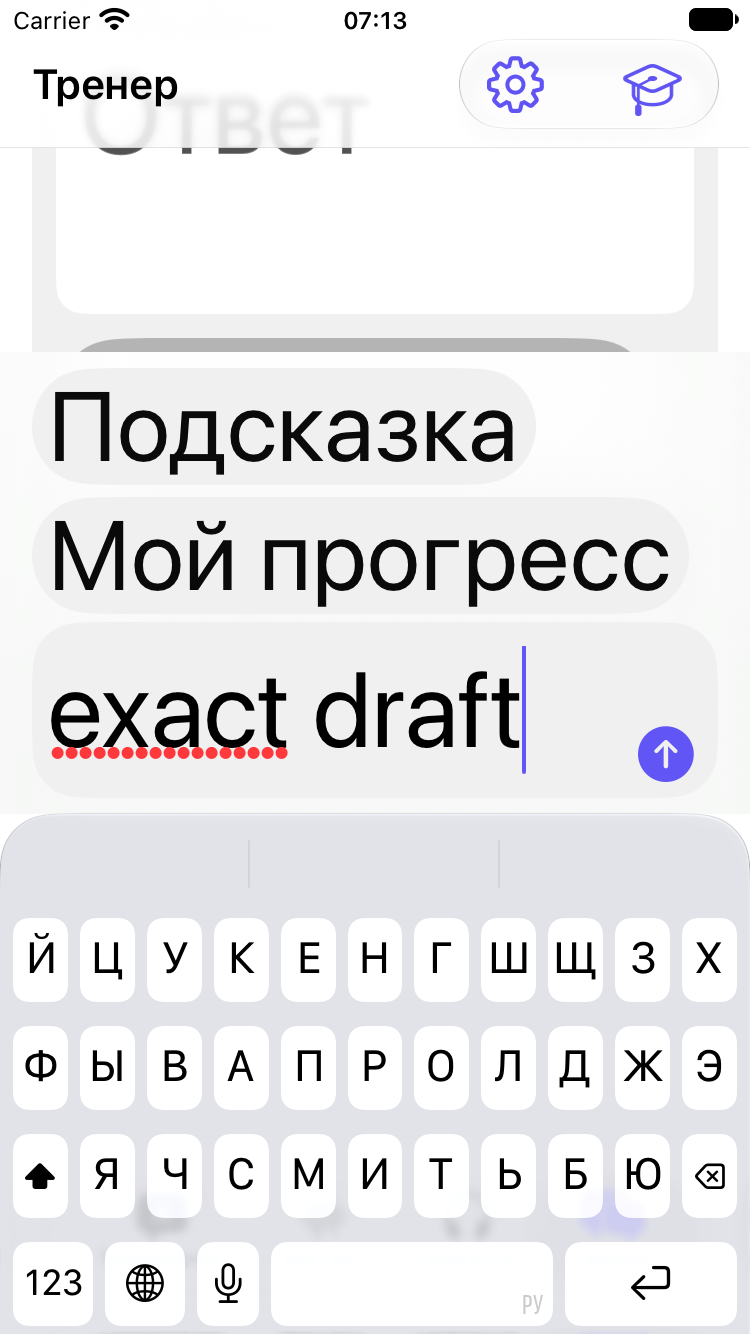 Carrier 07:13
Тренер
Ответ
Подсказка
Мой прогресс
exact draft
Й Ц У К Е Н Г Ш Щ З Х
Ф Ы В А П Р О Л Д Ж Э
Я Ч С М И Т Ь Б Ю
123 РУ